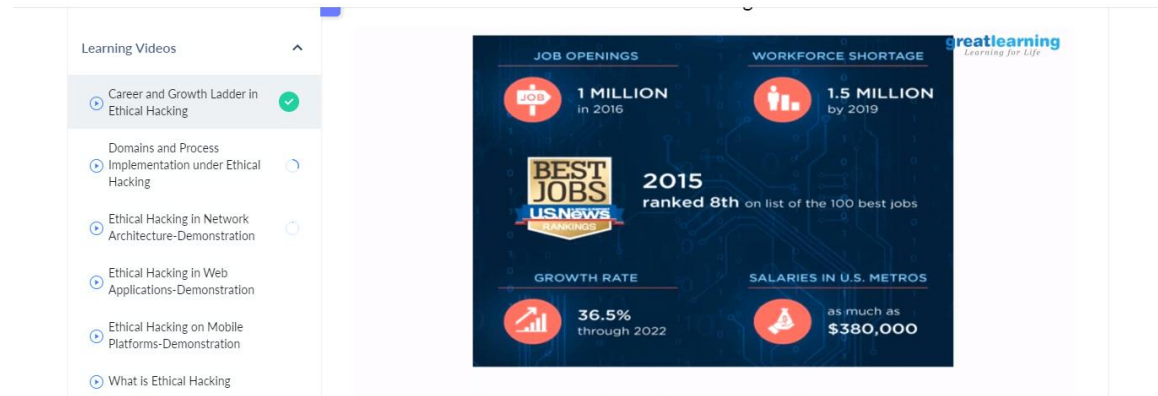 Learning Videos
Career and Growth Ladder in
Ethical Hacking
Domains and Process
Implementation under Ethical
Hacking
Ethical Hacking in Network
Architecture-Demonstration
Ethical Hacking in Web
Applications-Demonstration
Ethical Hacking on Mobile
Platforms-Demonstration
What is Ethical Hacking
greatlearning
Learning for Life
JOB OPENINGS
JOB
1 MILLION
in 2016
WORKFORCE SHORTAGE
1.5 MILLION
by 2019
BEST
JOBS
U.S.News
RANKINGS
2015
ranked 8th on list of the 100 best jobs
GROWTH RATE
36.5%
through 2022
SALARIES IN U.S. METROS
as much as
$380,000